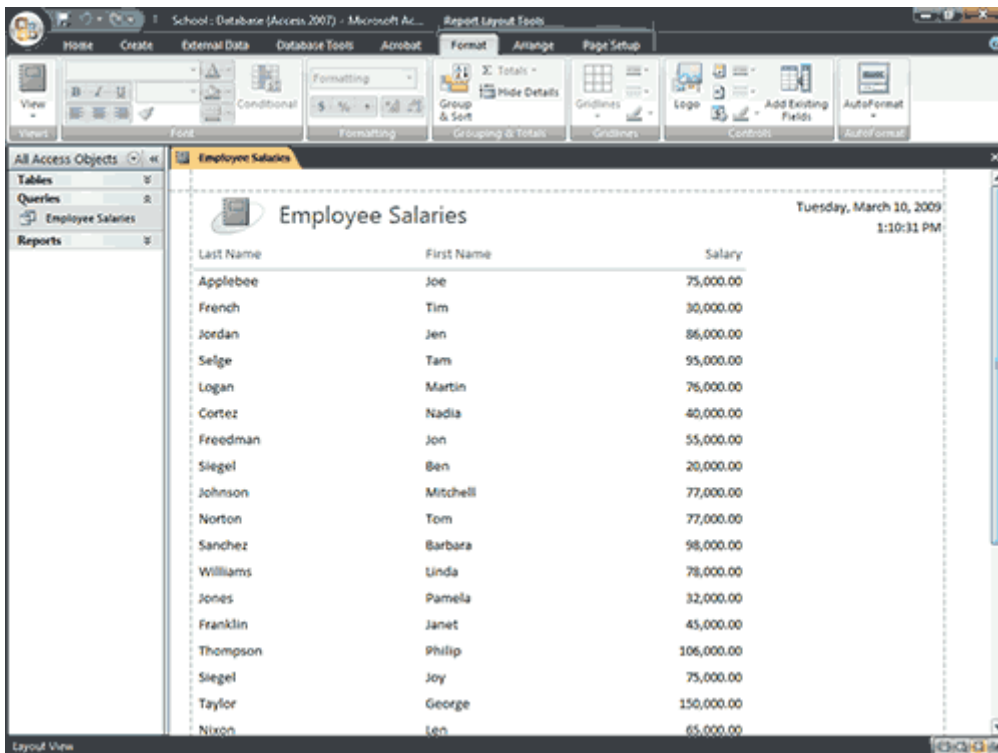 School : Database (Access 2007) - Microsoft Ac... Report Layout Tools
Home Create External Data Database Tools Acrobat Format Arrange Page Setup
View
Views
B I U
Conditional
Font
Formatting
$ %
Formatting
Group & Sort
Σ Totals
Hide Details
Grouping & Totals
Gridlines
Gridlines
Logo
Add Existing Fields
Controls
AutoFormat
AutoFormat
All Access Objects
Tables
Queries
Employee Salaries
Reports
Employee Salaries
Employee Salaries
Tuesday, March 10, 2009
1:10:31 PM
Last Name First Name Salary
Applebee Joe 75,000.00
French Tim 30,000.00
Jordan Jen 86,000.00
Selge Tam 95,000.00
Logan Martin 76,000.00
Cortez Nadia 40,000.00
Freedman Jon 55,000.00
Siegel Ben 20,000.00
Johnson Mitchell 77,000.00
Norton Tom 77,000.00
Sanchez Barbara 98,000.00
Williams Linda 78,000.00
Jones Pamela 32,000.00
Franklin Janet 45,000.00
Thompson Philip 106,000.00
Siegel Joy 75,000.00
Taylor George 150,000.00
Nixon Len 65,000.00
Layout View